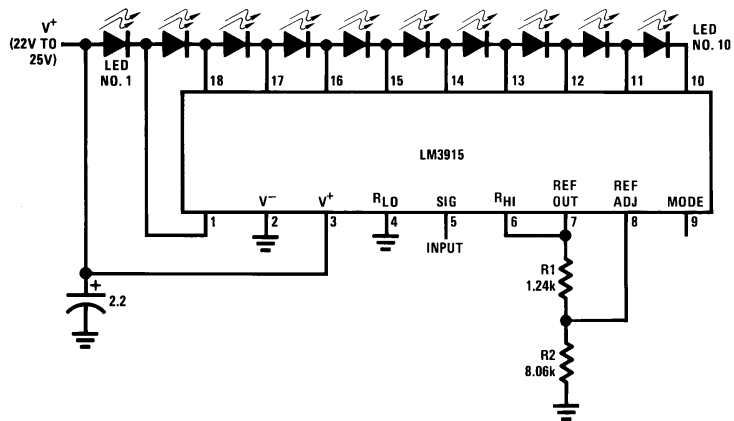 V+
(22V TO
25V)
LED
NO. 1
LED
NO. 10
18
17
16
15
14
13
12
11
10
LM3915
V−
V+
RLO
SIG
RHI
REF
OUT
REF
ADJ
MODE
1
2
3
4
5
6
7
8
9
INPUT
+
2.2
R1
1.24k
R2
8.06k